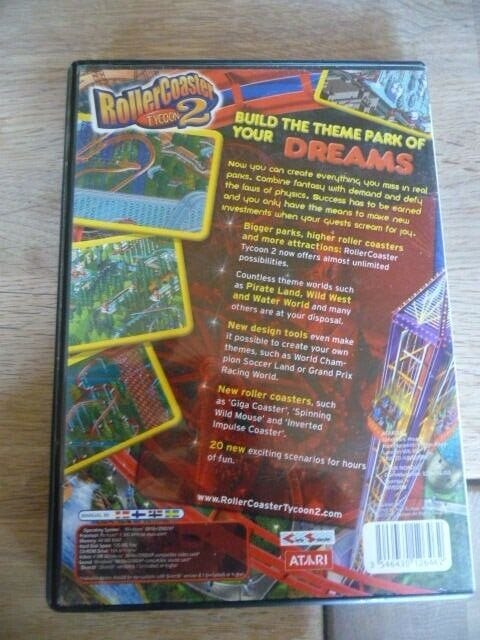 RollerCoaster
TYCOON 2
BUILD THE THEME PARK OF
YOUR DREAMS
Now you can create everything you miss in real
parks. Combine fantasy with demand and defy
the laws of physics. Success has to be earned
and you only have the means to make new
investments when your guests scream for joy.
Bigger parks, higher roller coasters
and more attractions: RollerCoaster
Tycoon 2 now offers almost unlimited
possibilities.
Countless theme worlds such
as Pirate Land, Wild West
and Water World and many
others are at your disposal.
New design tools even make
it possible to create your own
themes, such as World Cham-
pion Soccer Land or Grand Prix
Racing World.
New roller coasters, such
as 'Giga Coaster', 'Spinning
Wild Mouse' and 'Inverted
Impulse Coaster'.
20 new exciting scenarios for hours
of fun.
www.RollerCoasterTycoon2.com
MANUAL IN
Operating System:
ATARI